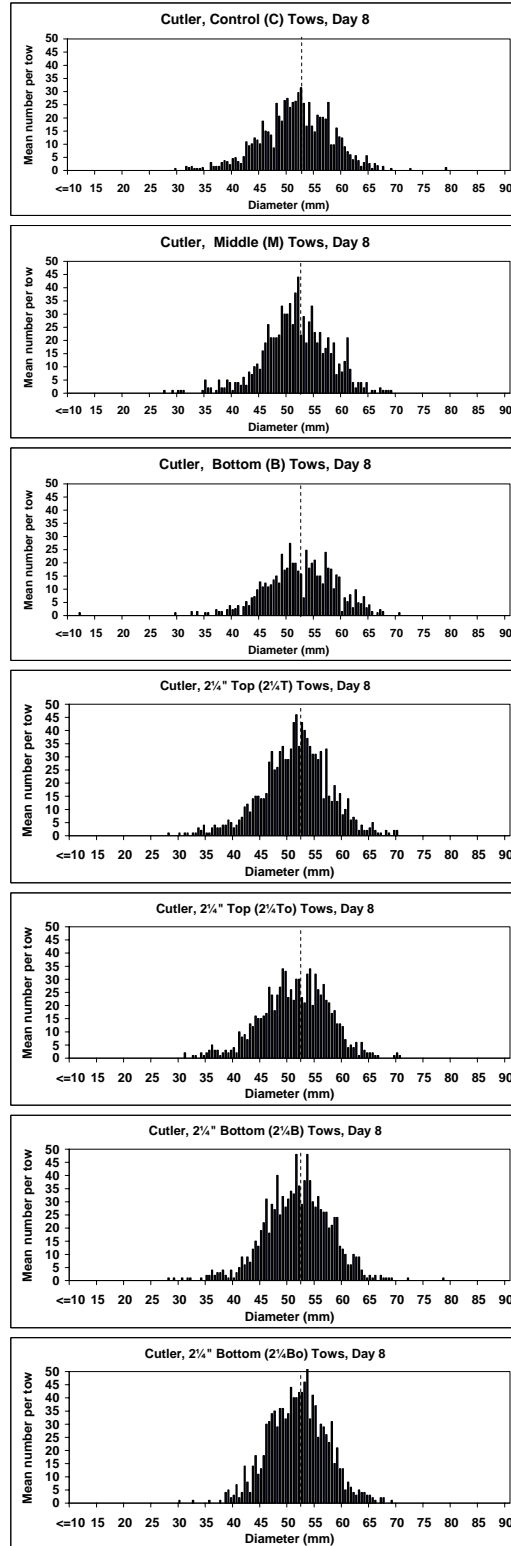 Cutler, Control (C) Tows, Day 8
Mean number per tow
50
45
40
35
30
25
20
15
10
5
0
<=10 15 20 25 30 35 40 45 50 55 60 65 70 75 80 85 90
Diameter (mm)
Cutler, Middle (M) Tows, Day 8
Mean number per tow
50
45
40
35
30
25
20
15
10
5
0
<=10 15 20 25 30 35 40 45 50 55 60 65 70 75 80 85 90
Diameter (mm)
Cutler, Bottom (B) Tows, Day 8
Mean number per tow
50
45
40
35
30
25
20
15
10
5
0
<=10 15 20 25 30 35 40 45 50 55 60 65 70 75 80 85 90
Diameter (mm)
Cutler, 2¼" Top (2¼T) Tows, Day 8
Mean number per tow
50
45
40
35
30
25
20
15
10
5
0
<=10 15 20 25 30 35 40 45 50 55 60 65 70 75 80 85 90
Diameter (mm)
Cutler, 2¼" Top (2¼To) Tows, Day 8
Mean number per tow
50
45
40
35
30
25
20
15
10
5
0
<=10 15 20 25 30 35 40 45 50 55 60 65 70 75 80 85 90
Diameter (mm)
Cutler, 2¼" Bottom (2¼B) Tows, Day 8
Mean number per tow
50
45
40
35
30
25
20
15
10
5
0
<=10 15 20 25 30 35 40 45 50 55 60 65 70 75 80 85 90
Diameter (mm)
Cutler, 2¼" Bottom (2¼Bo) Tows, Day 8
Mean number per tow
50
45
40
35
30
25
20
15
10
5
0
<=10 15 20 25 30 35 40 45 50 55 60 65 70 75 80 85 90
Diameter (mm)